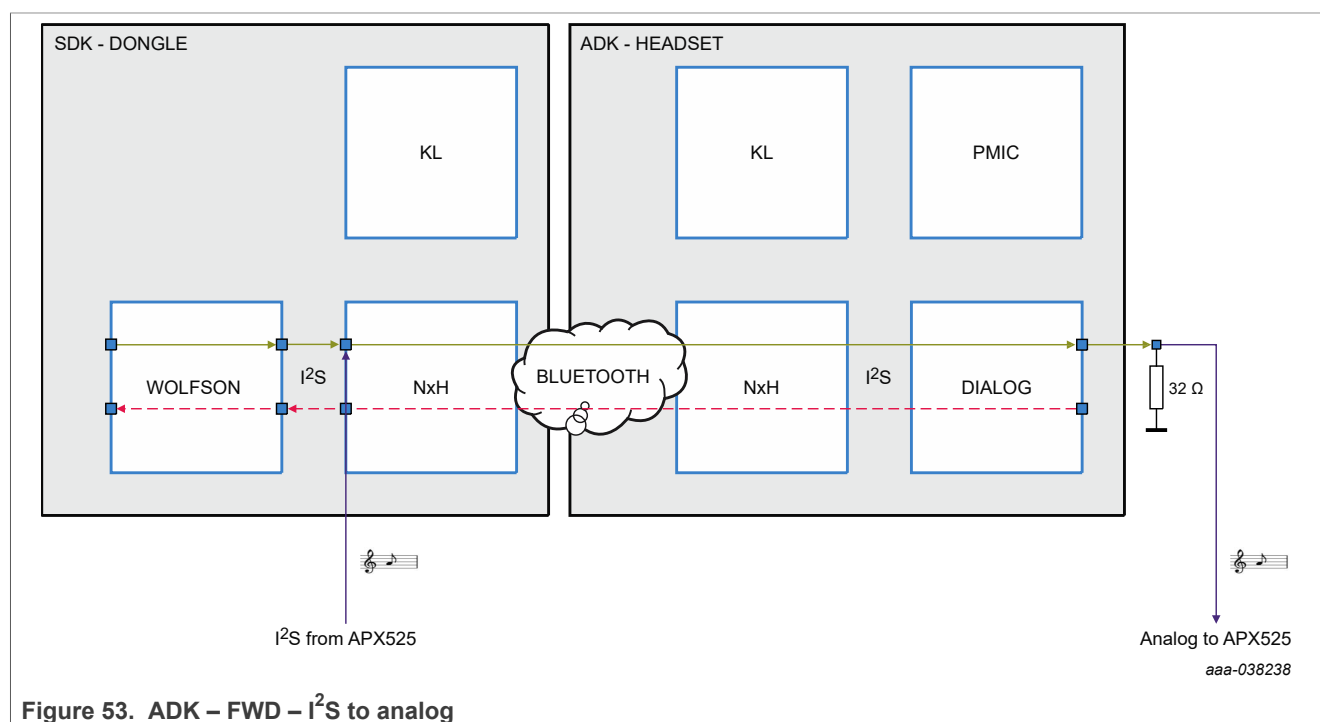 SDK - DONGLE
ADK - HEADSET
KL
KL
PMIC
WOLFSON
I²S
NxH
BLUETOOTH
NxH
I²S
DIALOG
32 Ω
I²S from APX525
Analog to APX525
aaa-038238
Figure 53. ADK – FWD – I²S to analog